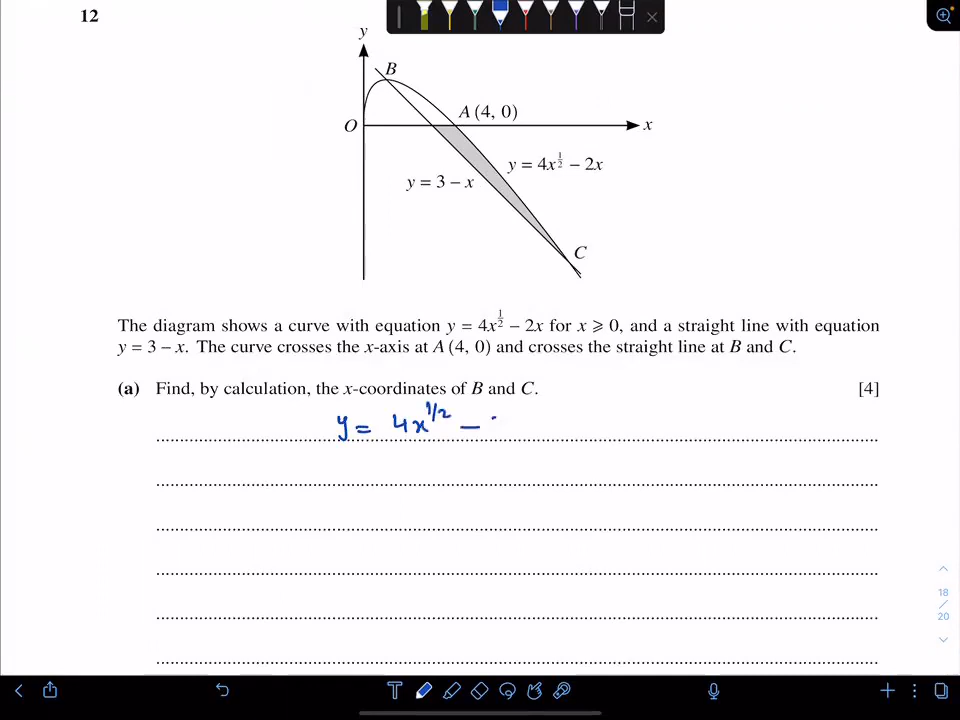 12
y
B
A (4, 0)
O
x
y = 4x^{1/2} − 2x
y = 3 − x
C
The diagram shows a curve with equation y = 4x^{1/2} − 2x for x ⩾ 0, and a straight line with equation
y = 3 − x. The curve crosses the x-axis at A (4, 0) and crosses the straight line at B and C.
(a) Find, by calculation, the x-coordinates of B and C. [4]
y = 4x^{1/2} −
18
/
20
T